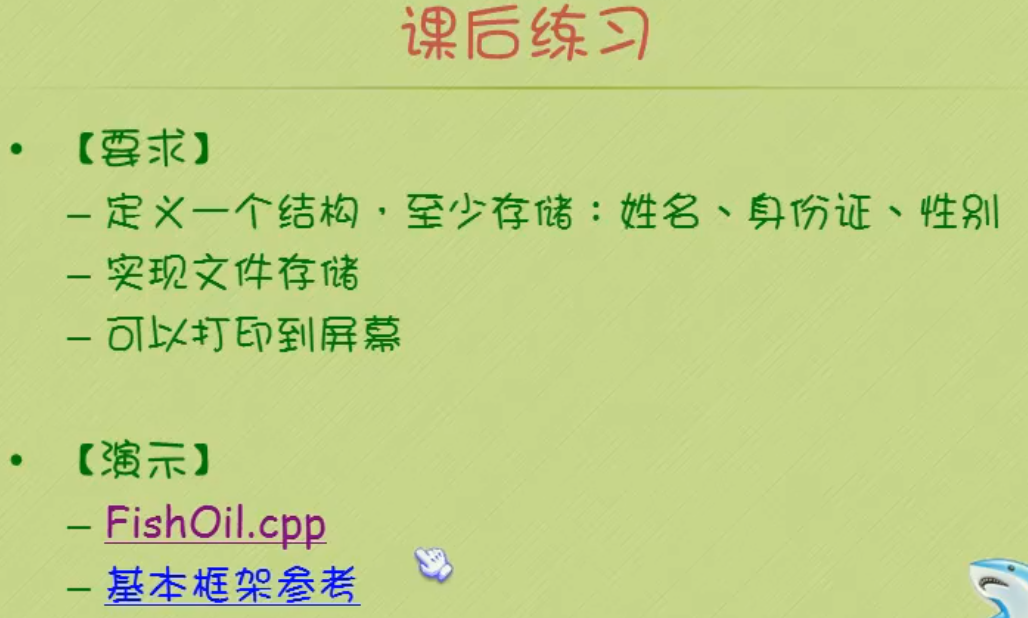 课后练习
• 【要求】
– 定义一个结构，至少存储：姓名、身份证、性别
– 实现文件存储
– 可以打印到屏幕
• 【演示】
– FishOil.cpp
– 基本框架参考